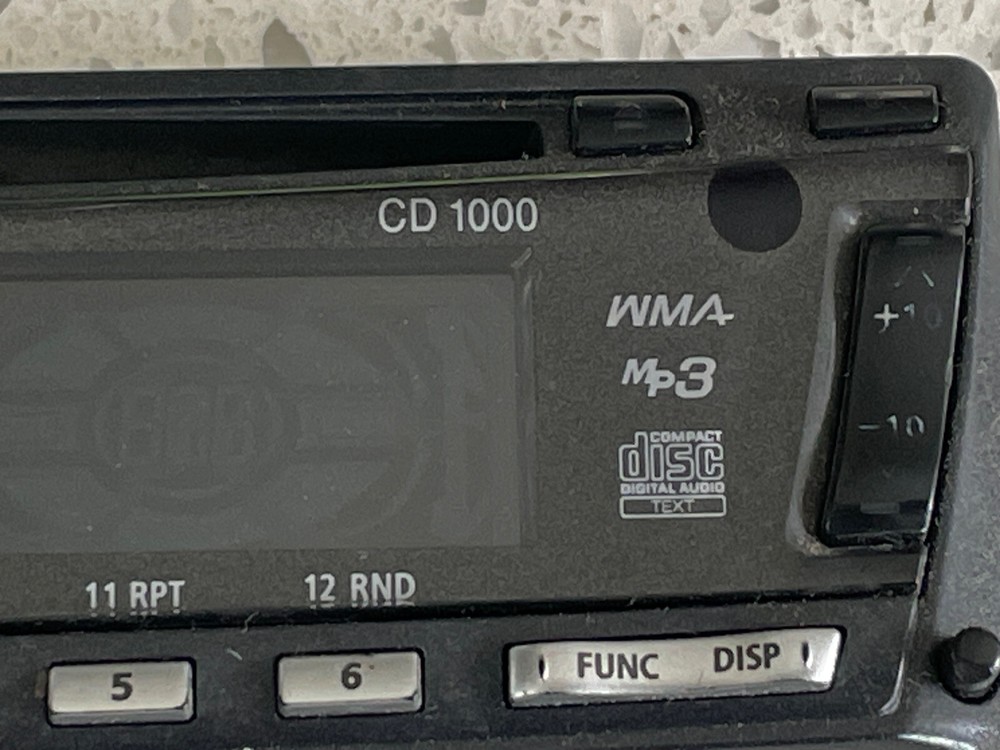 CD 1000
WMA
MP3
COMPACT
disc
DIGITAL AUDIO
TEXT
+10
-10
11 RPT
12 RND
5
6
FUNC DISP